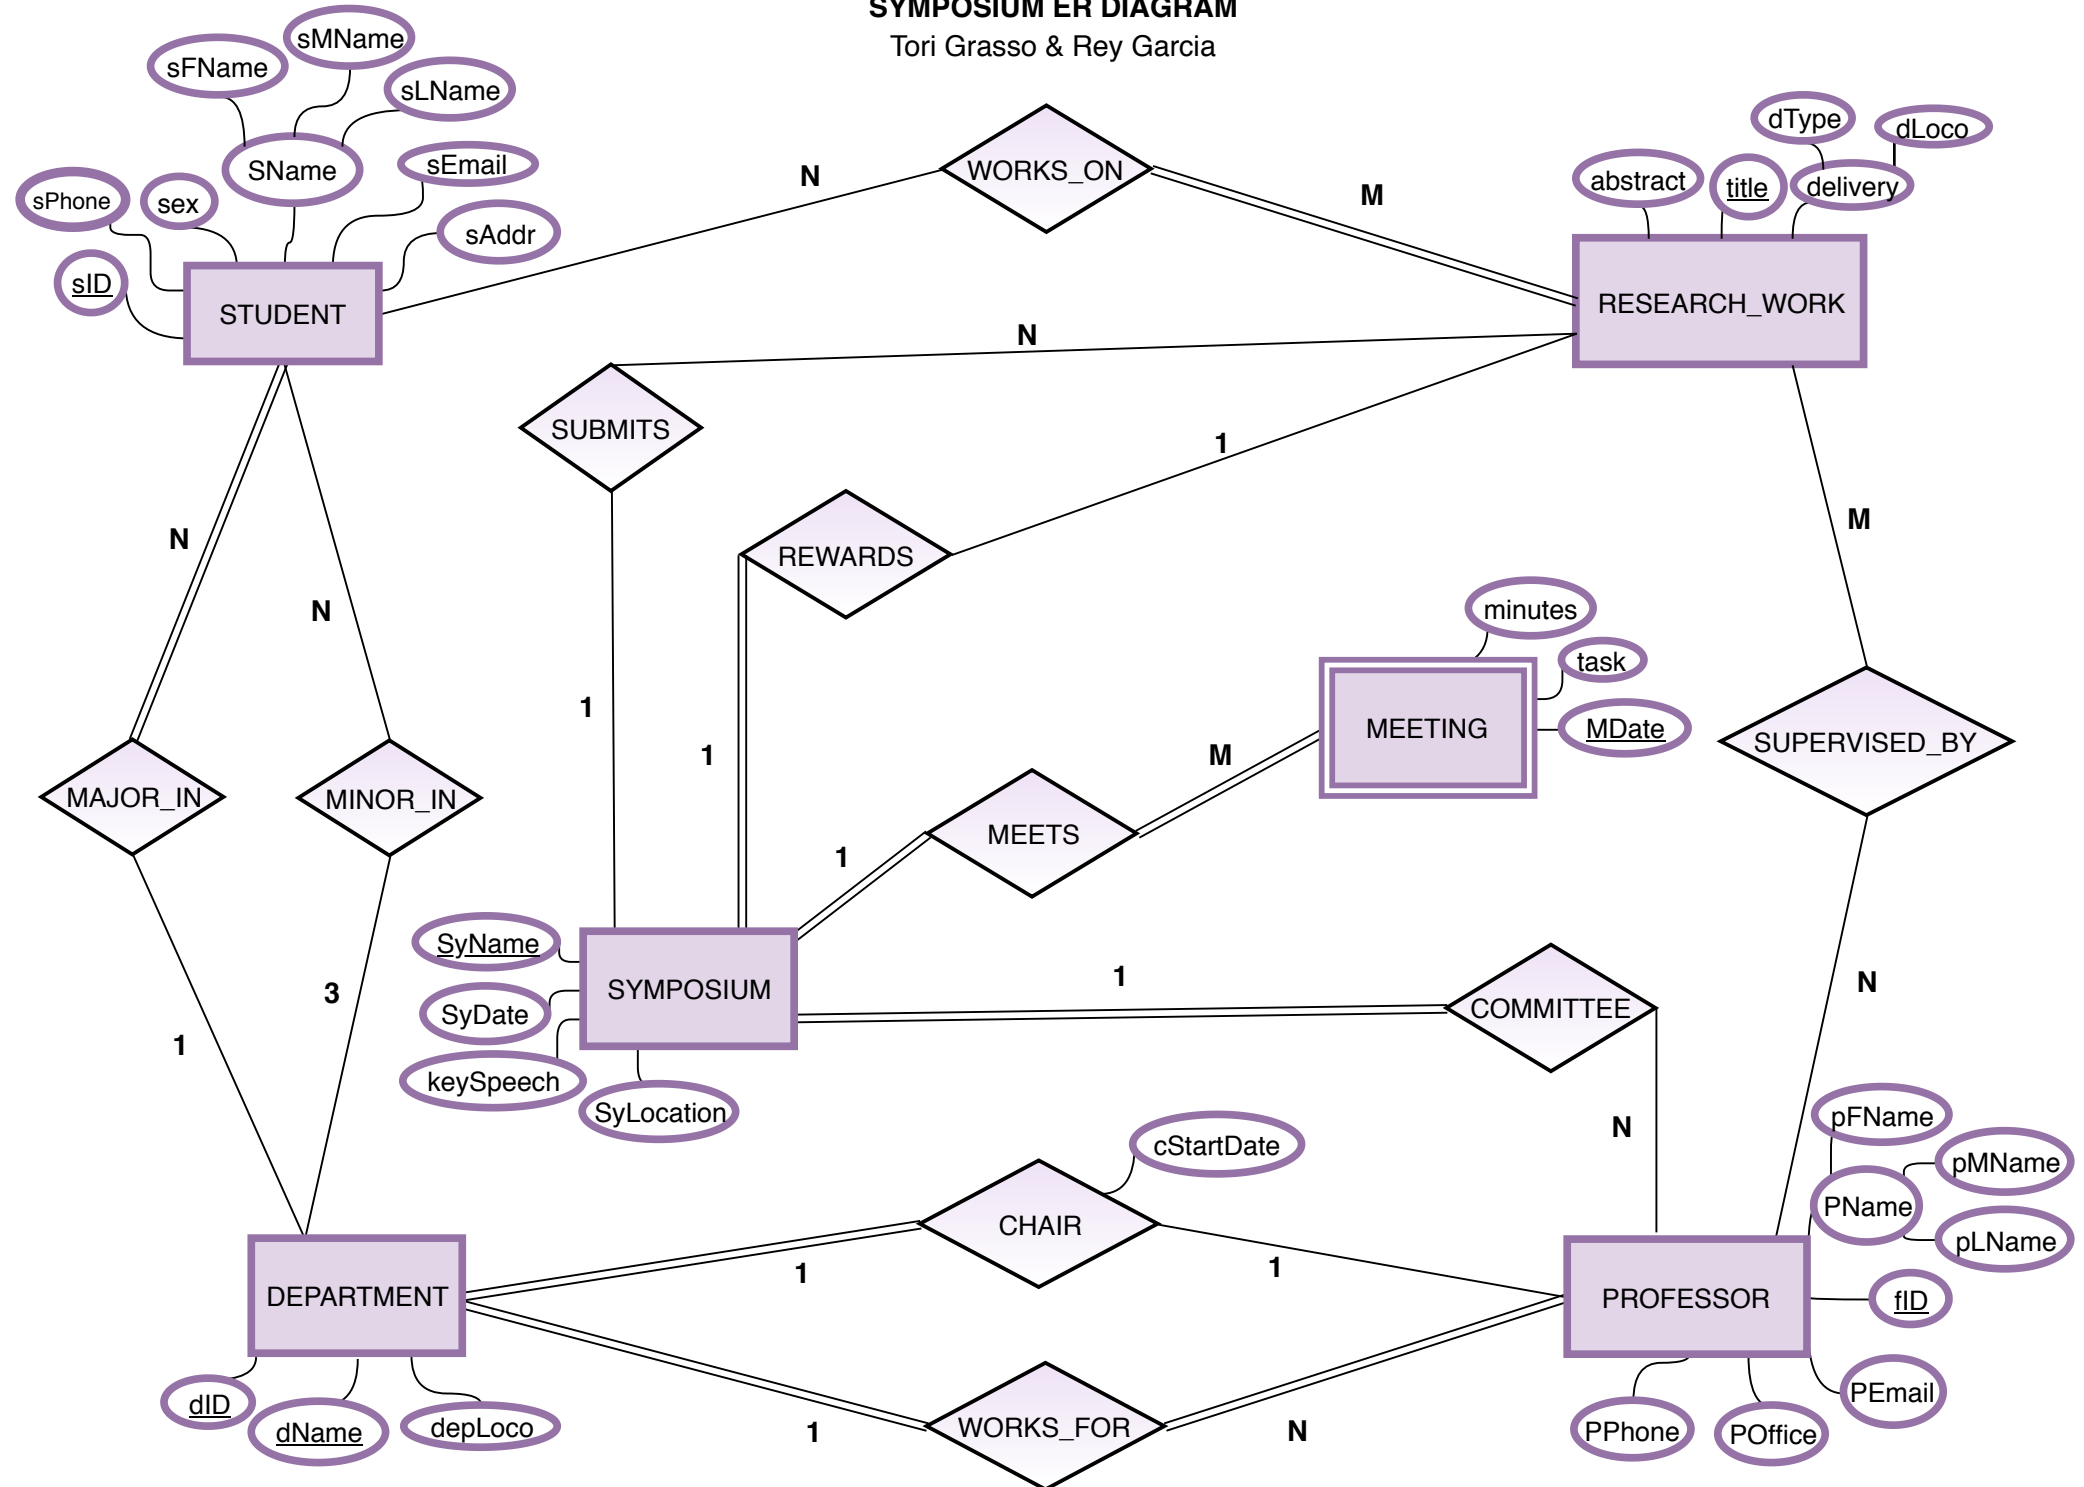 SYMPOSIUM ER DIAGRAM
Tori Grasso & Rey Garcia
sMName
sFName
sLName
SName
sEmail
sPhone
sex
sAddr
sID
STUDENT
N
WORKS_ON
M
dType
dLoco
abstract
title
delivery
RESEARCH_WORK
N
SUBMITS
1
REWARDS
N
N
M
1
1
minutes
task
MDate
MEETING
M
MEETS
1
SUPERVISED_BY
MAJOR_IN
MINOR_IN
SyName
SyDate
keySpeech
SyLocation
SYMPOSIUM
1
COMMITTEE
N
N
3
1
cStartDate
CHAIR
1
1
pFName
pMName
PName
pLName
fID
PROFESSOR
PEmail
PPhone
POffice
DEPARTMENT
dID
dName
depLoco
1
WORKS_FOR
N